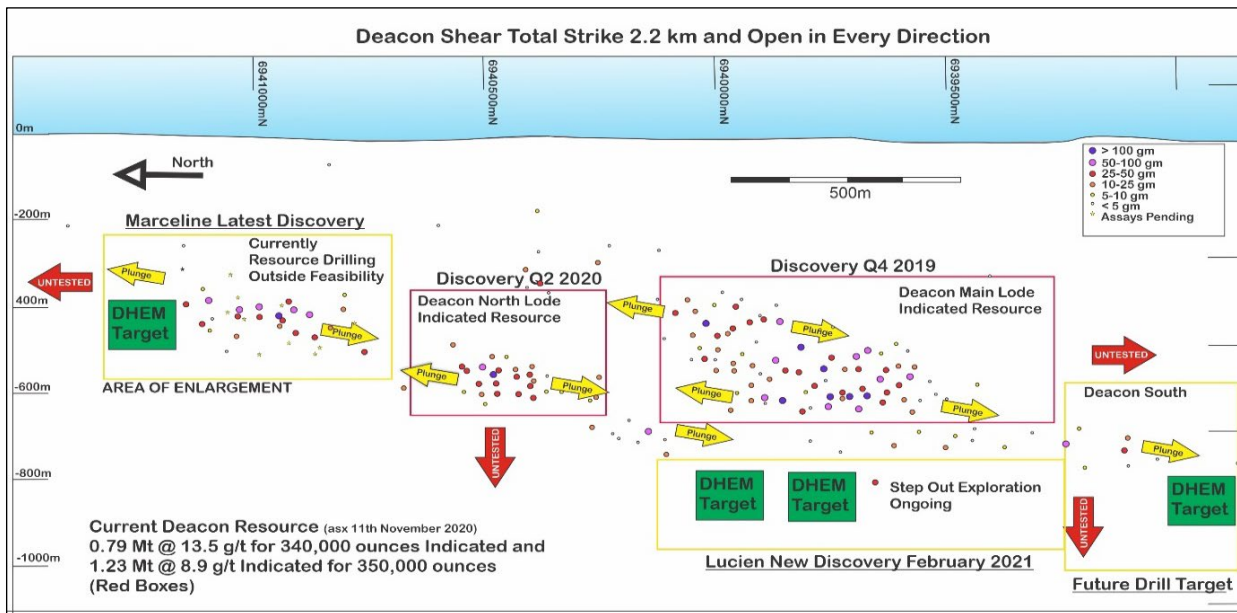 Deacon Shear Total Strike 2.2 km and Open in Every Direction
6941000mN
6940500mN
6940000mN
6939500mN
0m
North
500m
> 100 gm
50-100 gm
25-50 gm
10-25 gm
5-10 gm
< 5 gm
Assays Pending
-200m
Marceline Latest Discovery
Currently
Resource Drilling
Outside Feasibility
Plunge
UNTESTED
DHEM
Target
Plunge
AREA OF ENLARGEMENT
-400m
Discovery Q2 2020
Deacon North Lode
Indicated Resource
Plunge
Plunge
UNTESTED
Discovery Q4 2019
Deacon Main Lode
Indicated Resource
Plunge
Plunge
Plunge
Plunge
Plunge
UNTESTED
-600m
Deacon South
Plunge
DHEM
Target
UNTESTED
-800m
DHEM
Target
DHEM
Target
Step Out Exploration
Ongoing
Lucien New Discovery February 2021
Future Drill Target
Current Deacon Resource (asx 11th November 2020)
0.79 Mt @ 13.5 g/t for 340,000 ounces Indicated and
1.23 Mt @ 8.9 g/t Indicated for 350,000 ounces
(Red Boxes)
-1000m